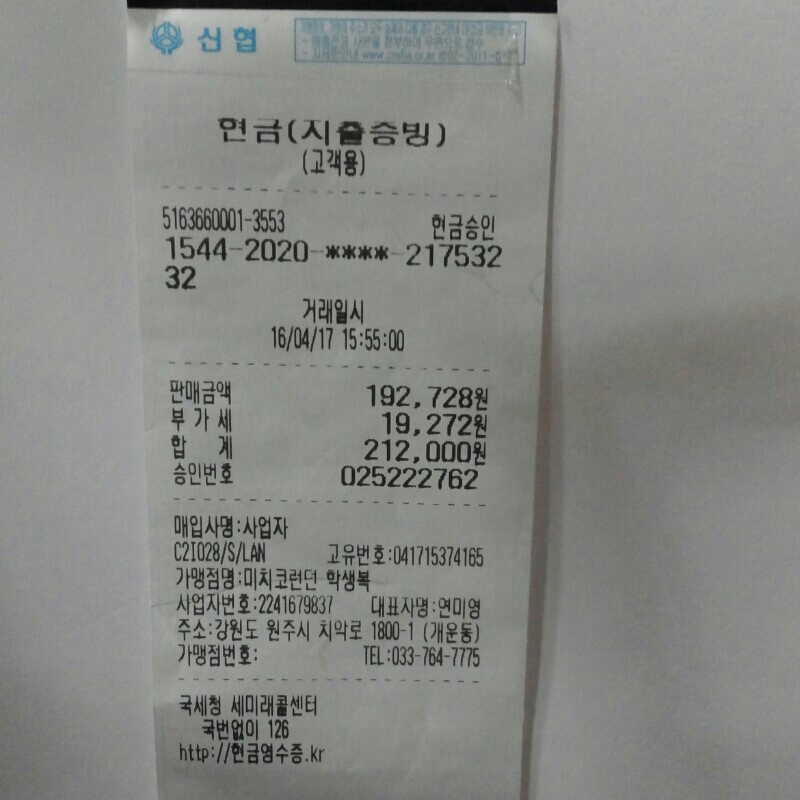 신협
현금(지출증빙)
(고객용)
5163660001-3553 현금승인
1544-2020-****-217532
32
거래일시
16/04/17 15:55:00
판매금액 192,728원
부가세 19,272원
합 계 212,000원
승인번호 025222762
매입사명:사업자
C2I028/S/LAN 고유번호:041715374165
가맹점명:미치코런던 학생복
사업자번호:2241679837 대표자명:연미영
주소:강원도 원주시 치악로 1800-1 (개운동)
가맹점번호: TEL:033-764-7775
국세청 세미래콜센터
국번없이 126
http://현금영수증.kr